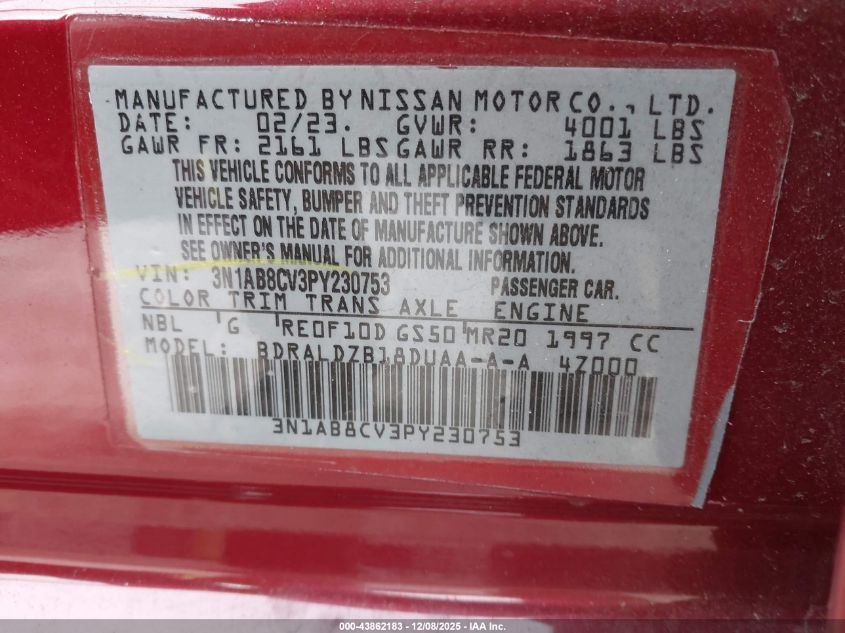 MANUFACTURED BY NISSAN MOTOR CO., LTD.
DATE: 02/23. GVWR: 4001 LBS
GAWR FR: 2161 LBS GAWR RR: 1863 LBS
THIS VEHICLE CONFORMS TO ALL APPLICABLE FEDERAL MOTOR
VEHICLE SAFETY, BUMPER AND THEFT PREVENTION STANDARDS
IN EFFECT ON THE DATE OF MANUFACTURE SHOWN ABOVE.
SEE OWNER'S MANUAL FOR ADDITIONAL INFORMATION.
VIN: 3N1AB8CV3PY230753 PASSENGER CAR.
COLOR TRIM TRANS AXLE ENGINE
NBL G RE0F10D GS50 MR20 1997 CC
MODEL: BDRALDZB18DUAA-A-A 4Z000
3N1AB8CV3PY230753
000-43862183 - 12/08/2025 - IAA Inc.